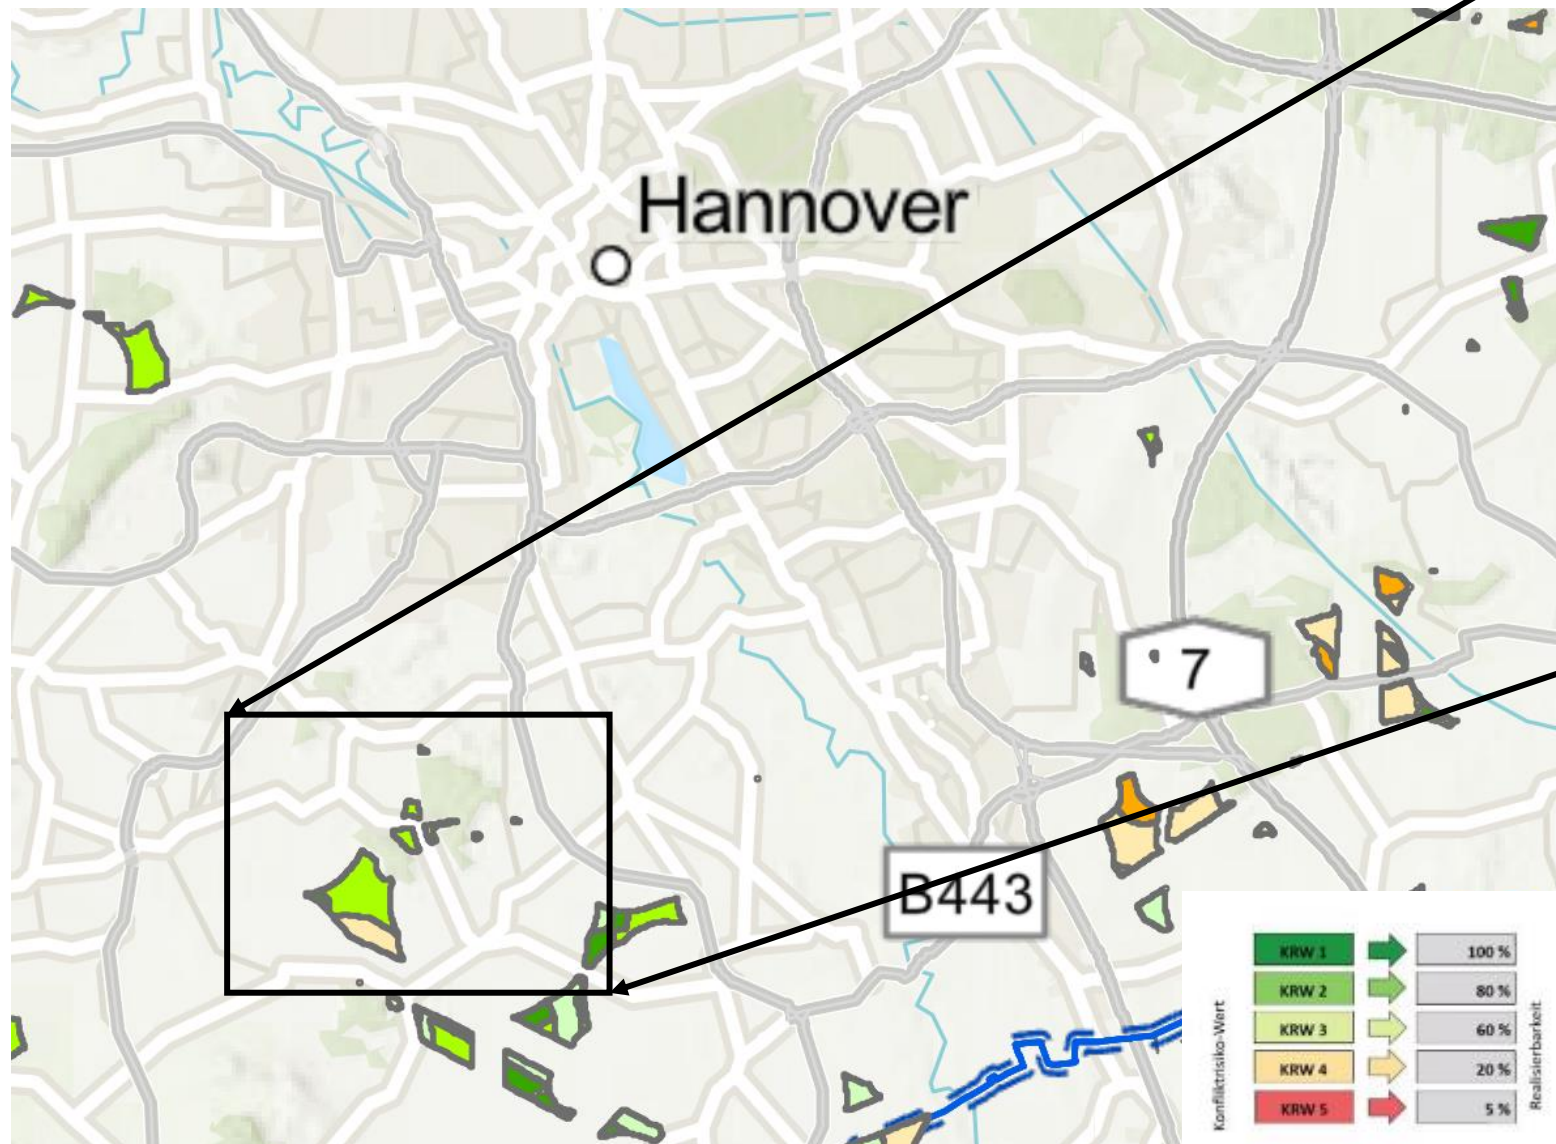 Hannover
7
B443
Konfliktrisiko-Wert
KRW 1 100 %
KRW 2 80 %
KRW 3 60 %
KRW 4 20 %
KRW 5 5 %
Realisierbarkeit